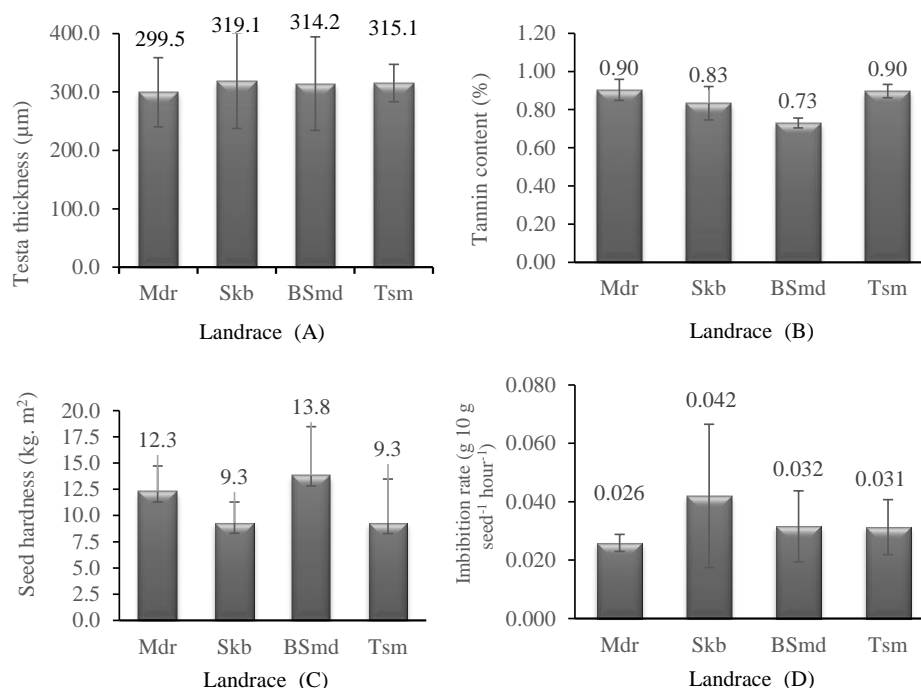 Testa thickness (µm)
400.0
300.0
200.0
100.0
0.0
299.5
319.1
314.2
315.1
Mdr
Skb
BSmd
Tsm
Landrace (A)
Tannin content (%)
1.20
1.00
0.80
0.60
0.40
0.20
0.00
0.90
0.83
0.73
0.90
Mdr
Skb
BSmd
Tsm
Landrace (B)
Seed hardness (kg. m²)
20.0
17.5
15.0
12.5
10.0
7.5
5.0
2.5
0.0
12.3
9.3
13.8
9.3
Mdr
Skb
BSmd
Tsm
Landrace (C)
Imbibition rate (g 10 g
seed⁻¹ hour⁻¹)
0.080
0.060
0.040
0.020
0.000
0.026
0.042
0.032
0.031
Mdr
Skb
BSmd
Tsm
Landrace (D)